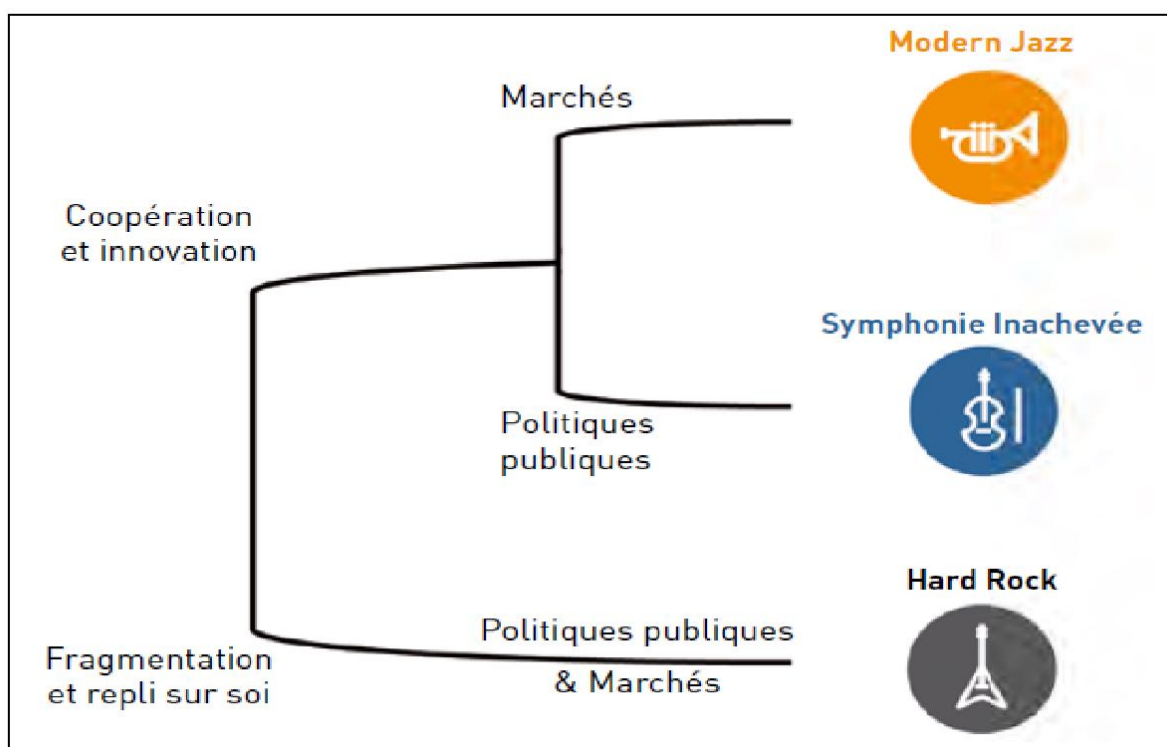 Modern Jazz
Marchés
Coopération
et innovation
Symphonie Inachevée
Politiques
publiques
Hard Rock
Politiques publiques
& Marchés
Fragmentation
et repli sur soi